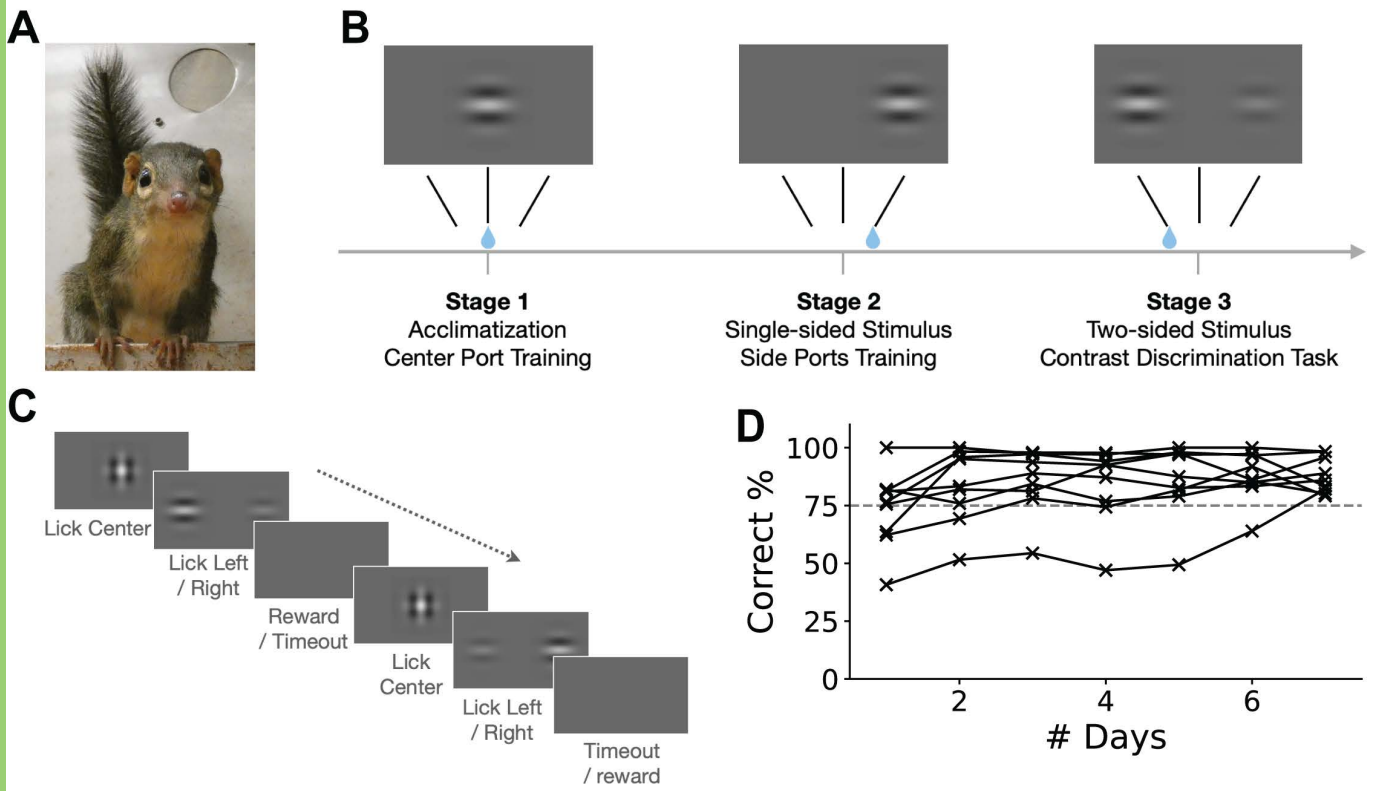 A
B
Stage 1
Acclimatization
Center Port Training
Stage 2
Single-sided Stimulus
Side Ports Training
Stage 3
Two-sided Stimulus
Contrast Discrimination Task
C
Lick Center
Lick Left
/ Right
Reward
/ Timeout
Lick
Center
Lick Left
/ Right
Timeout
/ reward
D
Correct %
100
75
50
25
0
2 4 6
# Days